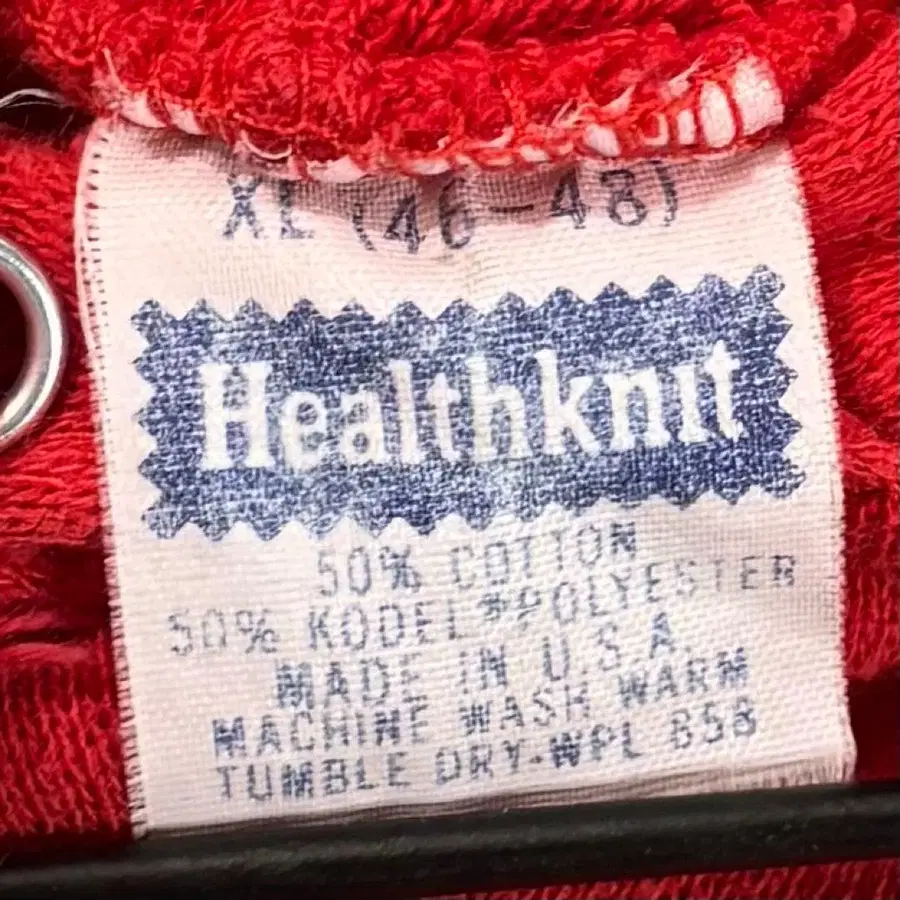 XL (46-48)
Healthknit
50% COTTON
50% KODEL®POLYESTER
MADE IN U.S.A.
MACHINE WASH WARM
TUMBLE DRY-WPL 858